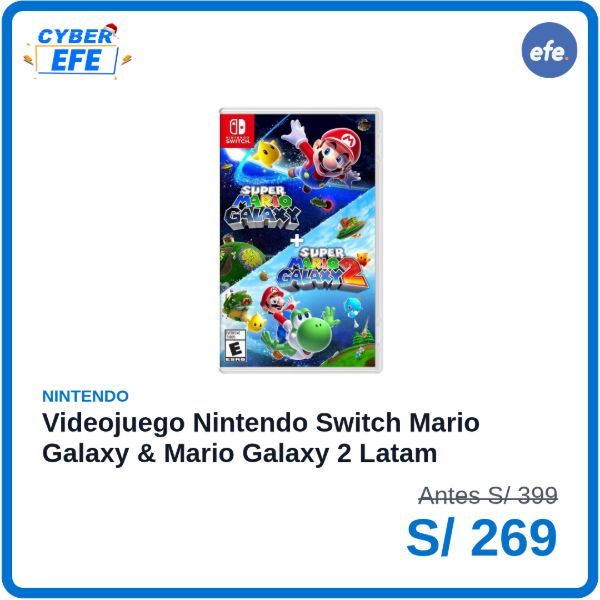 CYBER
EFE
efe.
NINTENDO
SWITCH
SUPER
MARIO
GALAXY
+
SUPER
MARIO
GALAXY 2
E
ESRB
NINTENDO
Videojuego Nintendo Switch Mario
Galaxy & Mario Galaxy 2 Latam
Antes S/ 399
S/ 269